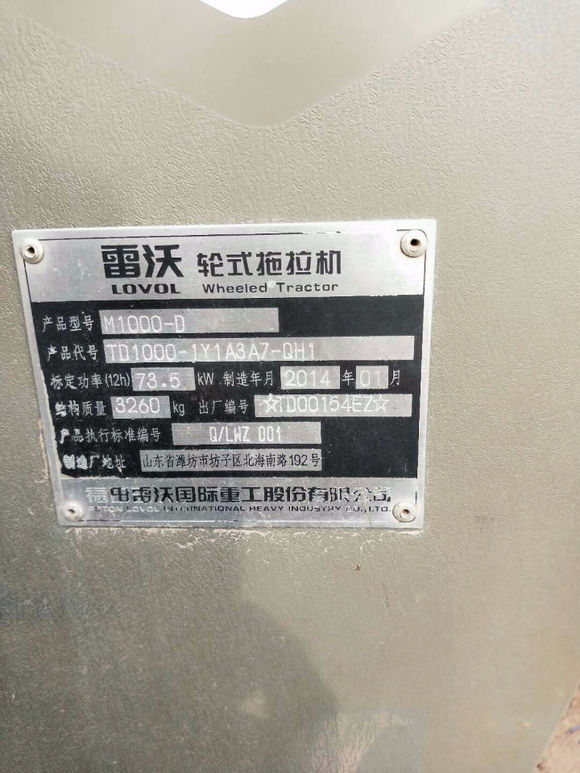 雷沃 轮式拖拉机
LOVOL Wheeled Tractor
产品型号 M1000-D
产品代号 TD1000-1Y1A3A7-QH1
标定功率(12h) 73.5 kW 制造年月 2014 年 01 月
结构质量 3260 kg 出厂编号 ☆TD00154EZ☆
产品执行标准编号 Q/LWZ 001
制造厂地址 山东省潍坊市坊子区北海南路192号
福田雷沃国际重工股份有限公司
FOTON LOVOL INTERNATIONAL HEAVY INDUSTRY CO.,LTD.